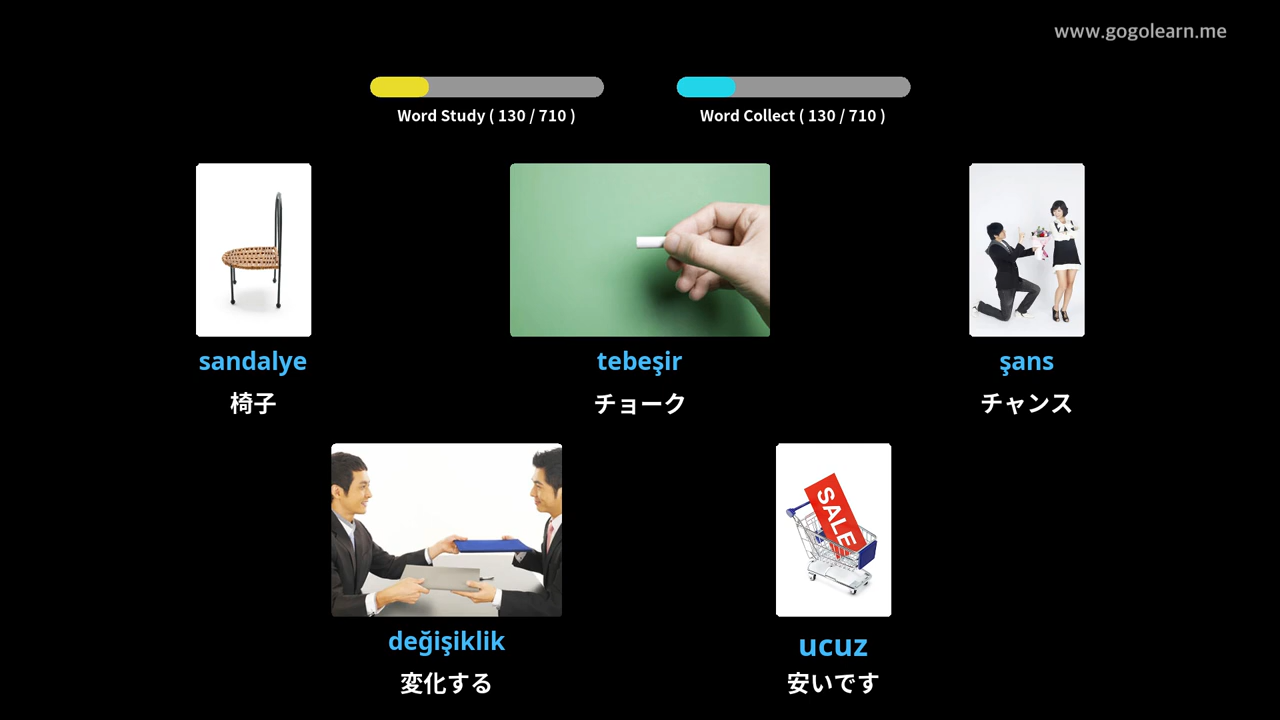 www.gogolearn.me
Word Study ( 130 / 710 )
Word Collect ( 130 / 710 )
sandalye
椅子
tebeşir
チョーク
şans
チャンス
değişiklik
変化する
SALE
ucuz
安いです